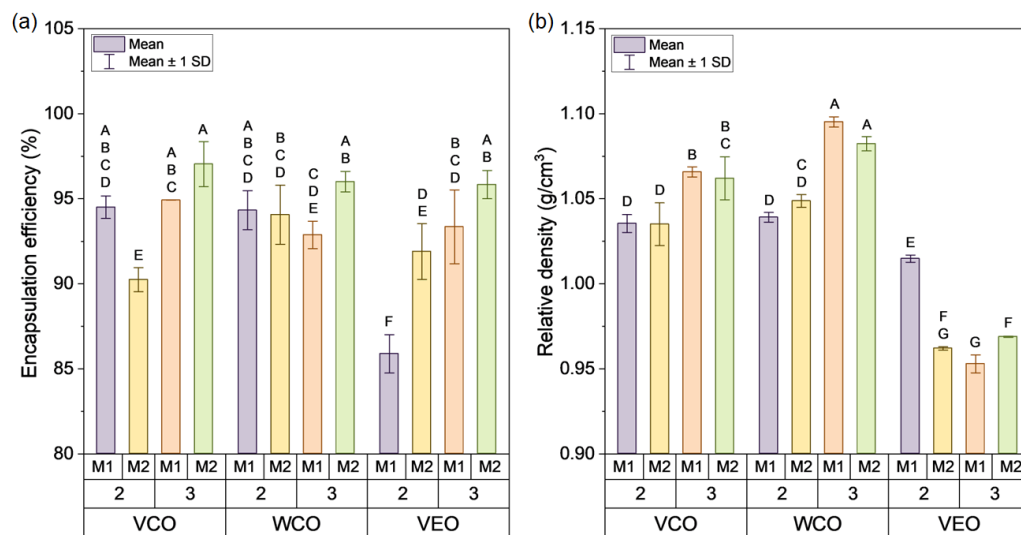 (a)
105
100
95
90
85
80
Encapsulation efficiency (%)
Mean
Mean ± 1 SD
A
B
C
D
E
A
B
C
A
A
B
C
D
B
C
D
C
D
E
A
B
F
D
E
B
C
D
A
B
M1 M2 M1 M2 M1 M2 M1 M2 M1 M2 M1 M2
2 3 2 3 2 3
VCO WCO VEO
(b)
1.15
1.10
1.05
1.00
0.95
0.90
Relative density (g/cm³)
Mean
Mean ± 1 SD
D
D
B
B
C
D
C
D
A
A
E
F
G
G
F
M1 M2 M1 M2 M1 M2 M1 M2 M1 M2 M1 M2
2 3 2 3 2 3
VCO WCO VEO